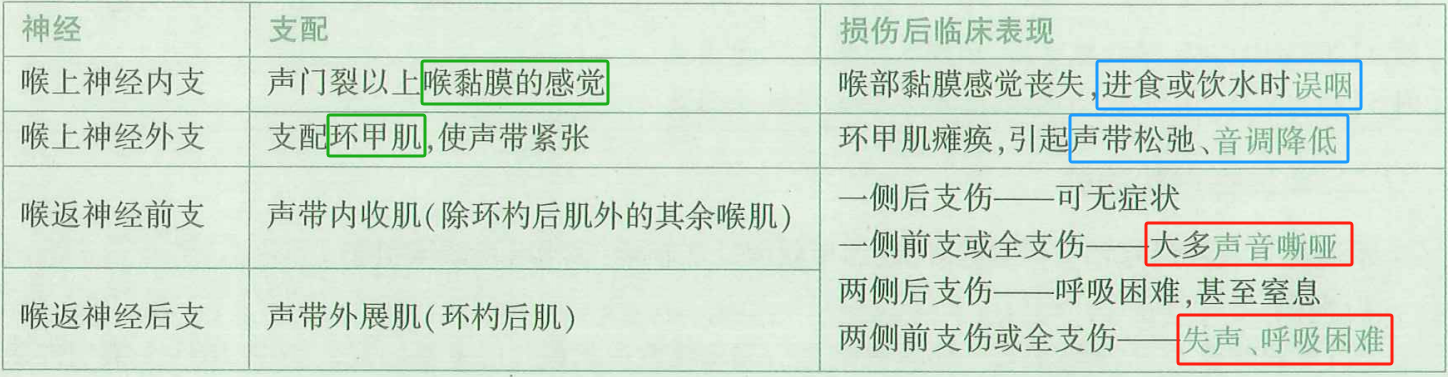 神经 支配 损伤后临床表现
喉上神经内支 声门裂以上喉黏膜的感觉 喉部黏膜感觉丧失,进食或饮水时误咽
喉上神经外支 支配环甲肌,使声带紧张 环甲肌瘫痪,引起声带松弛、音调降低
喉返神经前支 声带内收肌(除环杓后肌外的其余喉肌)
一侧后支伤——可无症状
一侧前支或全支伤——大多声音嘶哑
喉返神经后支 声带外展肌(环杓后肌)
两侧后支伤——呼吸困难,甚至窒息
两侧前支伤或全支伤——失声、呼吸困难